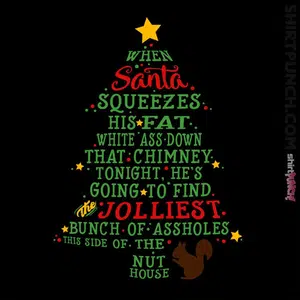 WHEN
Santa
SQUEEZES
HIS FAT
WHITE ASS DOWN
THAT CHIMNEY
TONIGHT, HE'S
GOING TO FIND
the JOLLIEST
BUNCH OF ASSHOLES
THIS SIDE OF THE
NUT
HOUSE
SHIRTPUNCH.COM
shirtpunch